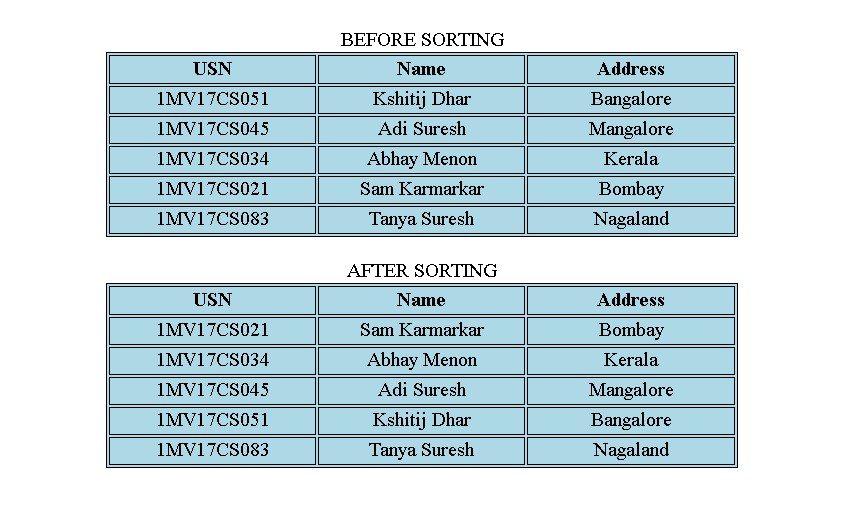 BEFORE SORTING
USN Name Address
1MV17CS051 Kshitij Dhar Bangalore
1MV17CS045 Adi Suresh Mangalore
1MV17CS034 Abhay Menon Kerala
1MV17CS021 Sam Karmarkar Bombay
1MV17CS083 Tanya Suresh Nagaland
AFTER SORTING
USN Name Address
1MV17CS021 Sam Karmarkar Bombay
1MV17CS034 Abhay Menon Kerala
1MV17CS045 Adi Suresh Mangalore
1MV17CS051 Kshitij Dhar Bangalore
1MV17CS083 Tanya Suresh Nagaland